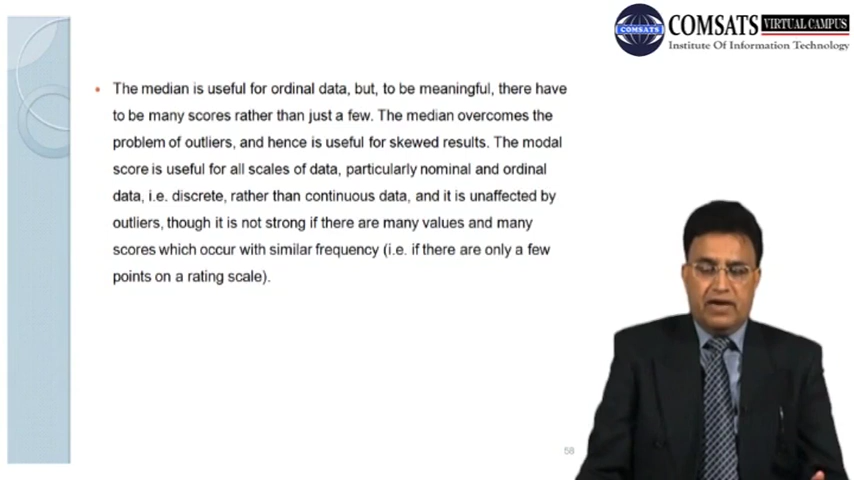 COMSATS
COMSATS VIRTUAL CAMPUS
Institute Of Information Technology
• The median is useful for ordinal data, but, to be meaningful, there have
to be many scores rather than just a few. The median overcomes the
problem of outliers, and hence is useful for skewed results. The modal
score is useful for all scales of data, particularly nominal and ordinal
data, i.e. discrete, rather than continuous data, and it is unaffected by
outliers, though it is not strong if there are many values and many
scores which occur with similar frequency (i.e. if there are only a few
points on a rating scale).
58